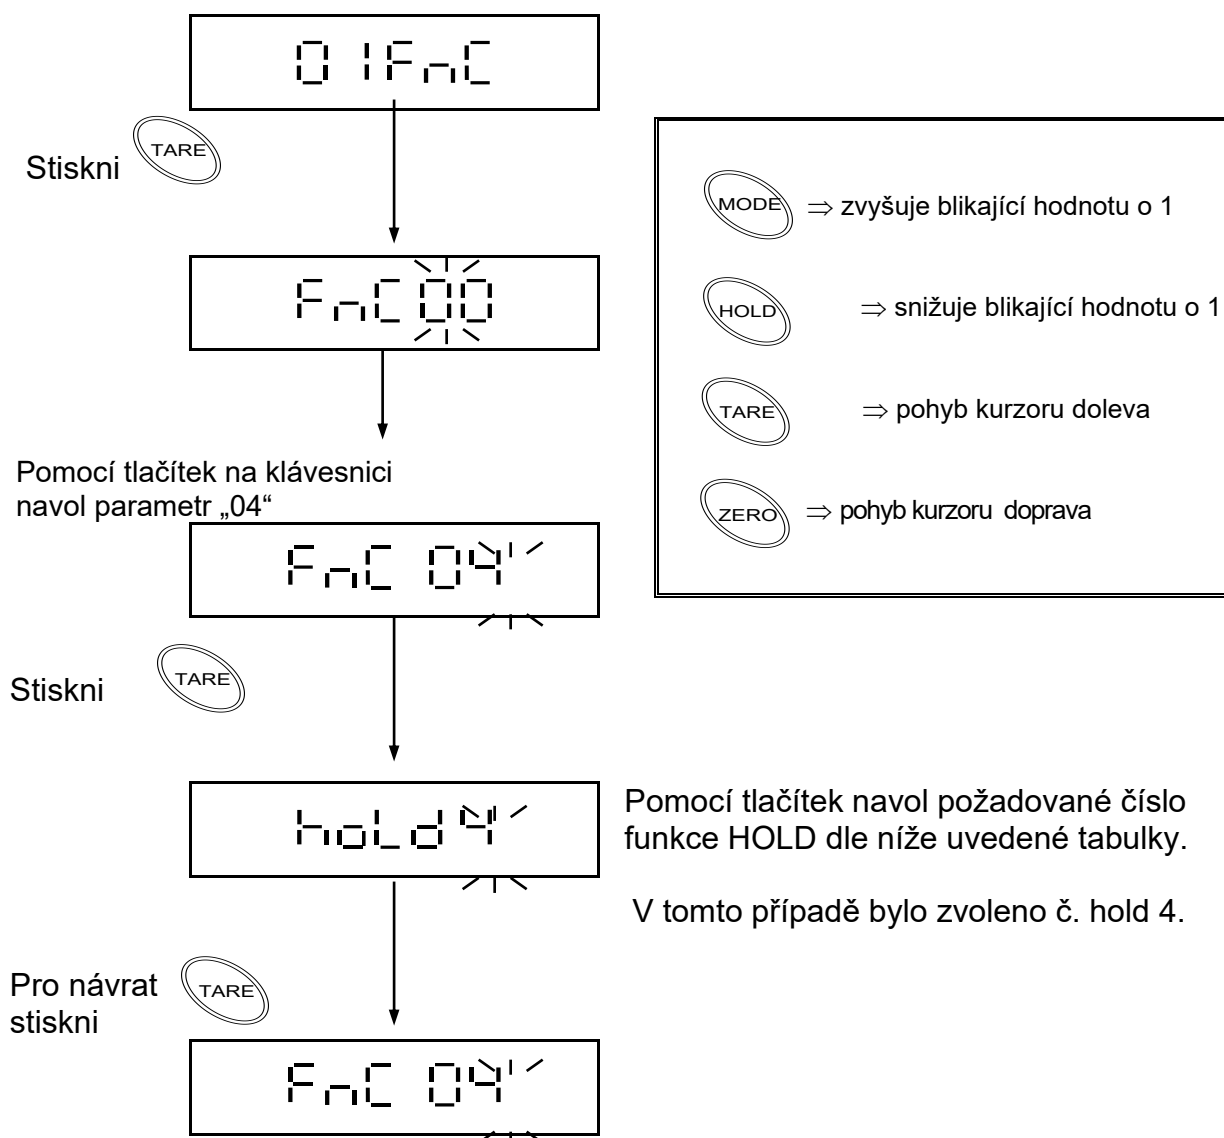 01FnC
Stiskni TARE
FnC00
Pomocí tlačítek na klávesnici
navol parametr „04“
FnC 04
Stiskni TARE
hoLd4
Pro návrat TARE
stiskni
FnC 04
MODE ⇒ zvyšuje blikající hodnotu o 1
HOLD ⇒ snižuje blikající hodnotu o 1
TARE ⇒ pohyb kurzoru doleva
ZERO ⇒ pohyb kurzoru doprava
Pomocí tlačítek navol požadované číslo
funkce HOLD dle níže uvedené tabulky.
V tomto případě bylo zvoleno č. hold 4.